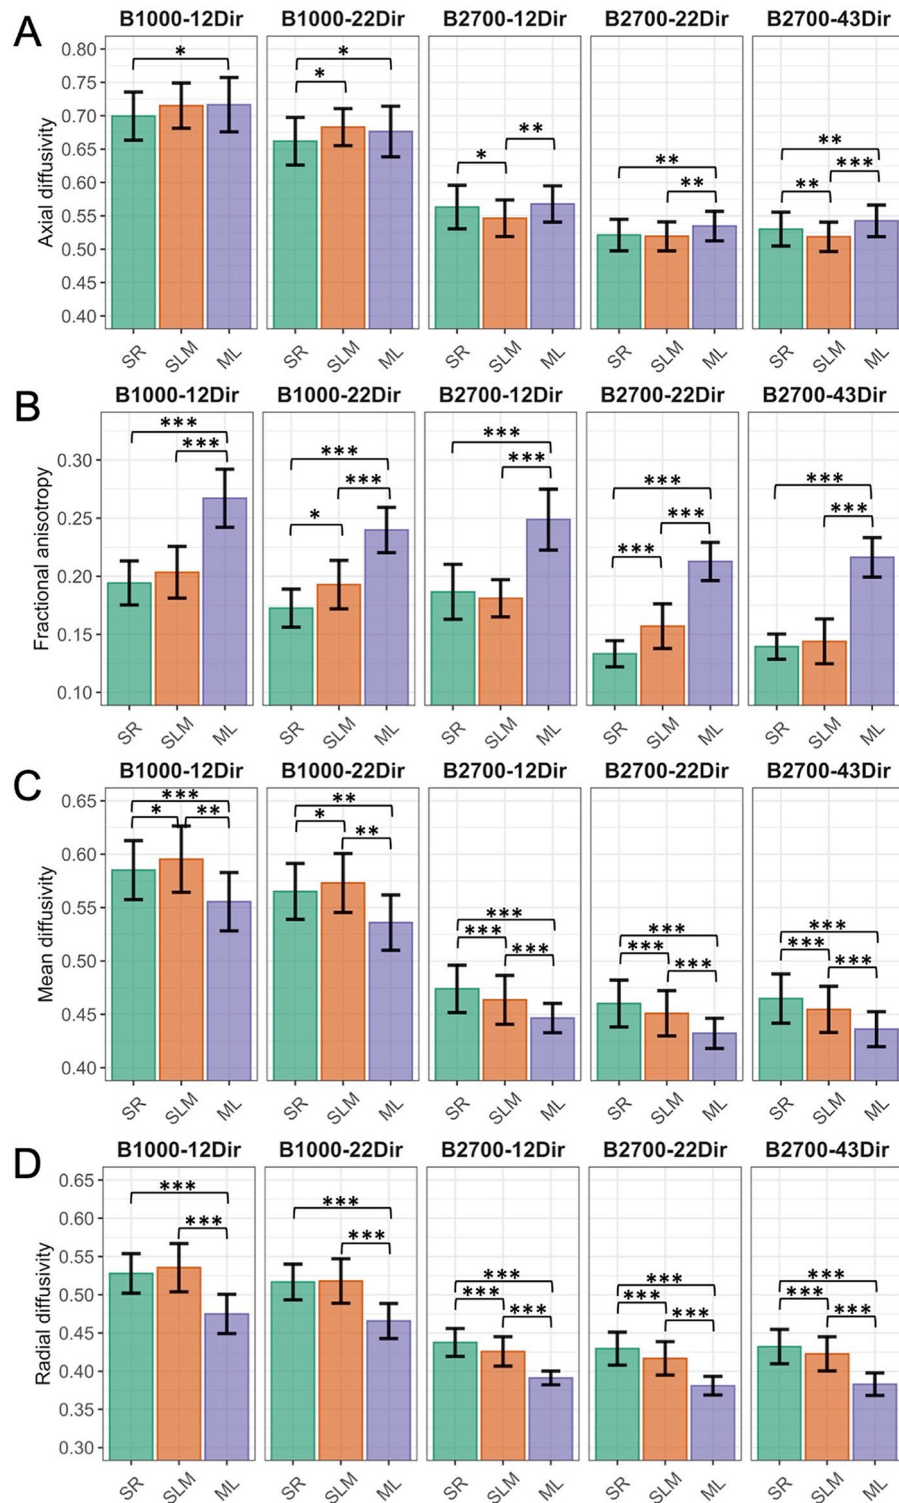 A
B1000-12Dir B1000-22Dir B2700-12Dir B2700-22Dir B2700-43Dir
Axial diffusivity
0.80
0.75
0.70
0.65
0.60
0.55
0.50
0.45
0.40
* * * * ** ** ** ** ** ***
SR SLM ML SR SLM ML SR SLM ML SR SLM ML SR SLM ML
B
B1000-12Dir B1000-22Dir B2700-12Dir B2700-22Dir B2700-43Dir
Fractional anisotropy
0.30
0.25
0.20
0.15
0.10
*** *** *** *** * *** *** *** *** *** *** ***
SR SLM ML SR SLM ML SR SLM ML SR SLM ML SR SLM ML
C
B1000-12Dir B1000-22Dir B2700-12Dir B2700-22Dir B2700-43Dir
Mean diffusivity
0.65
0.60
0.55
0.50
0.45
0.40
*** * ** ** * ** *** *** *** *** *** *** *** *** ***
SR SLM ML SR SLM ML SR SLM ML SR SLM ML SR SLM ML
D
B1000-12Dir B1000-22Dir B2700-12Dir B2700-22Dir B2700-43Dir
Radial diffusivity
0.65
0.60
0.55
0.50
0.45
0.40
0.35
0.30
*** *** *** *** *** *** *** *** *** *** *** *** ***
SR SLM ML SR SLM ML SR SLM ML SR SLM ML SR SLM ML